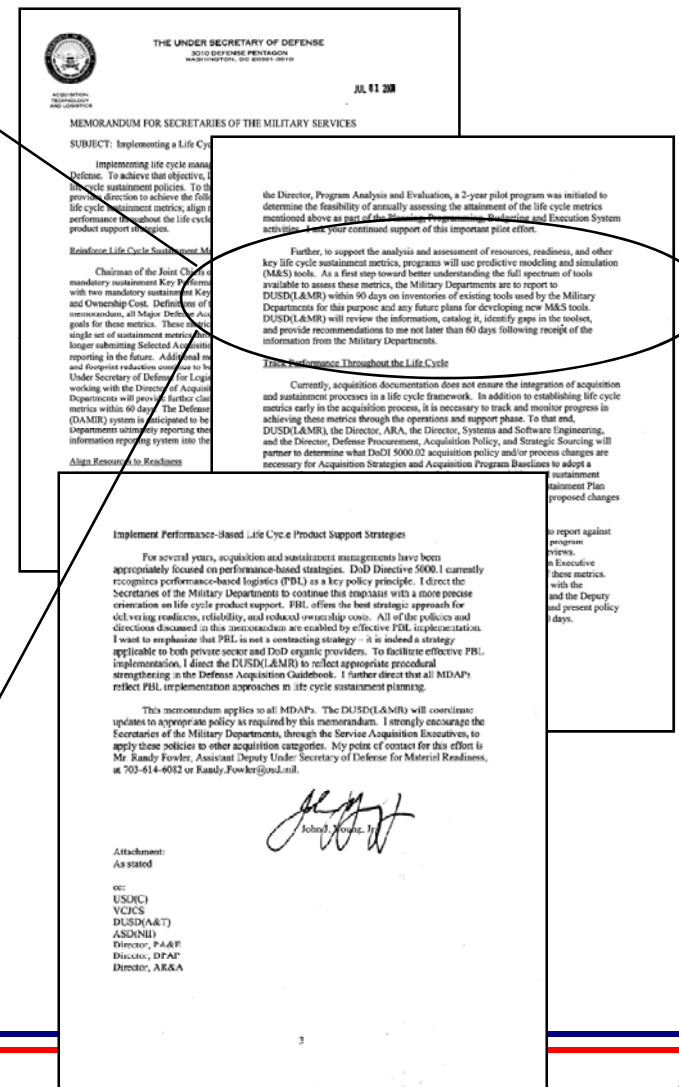 THE UNDER SECRETARY OF DEFENSE
3010 DEFENSE PENTAGON
WASHINGTON, DC 20301-3010
ACQUISITION,
TECHNOLOGY
AND LOGISTICS
JUL 31
MEMORANDUM FOR SECRETARIES OF THE MILITARY SERVICES
SUBJECT: Implementing a Life Cyc
Implementing life cycle manag
Defense. To achieve that objective, I
life cycle sustainment policies. To th
provides direction to achieve the foll
life cycle sustainment metrics; align r
performance throughout the life cycle
product support strategies.
Reinforce Life Cycle Sustainment M
Chairman of the Joint Chiefs o
mandatory sustainment Key Performa
with two mandatory sustainment Key
and Ownership Cost. Definitions of t
memorandum, all Major Defense Acq
goals for these metrics. These metric
single set of sustainment metrics thro
longer submitting Selected Acquisitio
reporting in the future. Additional me
and footprint reduction continue to be
Under Secretary of Defense for Logis
working with the Director of Acquisit
Departments will provide further clar
metrics within 60 days. The Defense
(DAMIR) system is anticipated to be
Department ultimately reporting the
information reporting system into the
Align Resources to Readiness
the Director, Program Analysis and Evaluation, a 2-year pilot program was initiated to
determine the feasibility of annually assessing the attainment of the life cycle metrics
mentioned above as part of the Planning, Programming, Budgeting and Execution System
activities. I ask your continued support of this important pilot effort.
Further, to support the analysis and assessment of resources, readiness, and other
key life cycle sustainment metrics, programs will use predictive modeling and simulation
(M&S) tools. As a first step toward better understanding the full spectrum of tools
available to assess these metrics, the Military Departments are to report to
DUSD(L&MR) within 90 days on inventories of existing tools used by the Military
Departments for this purpose and any future plans for developing new M&S tools.
DUSD(L&MR) will review the information, catalog it, identify gaps in the toolset,
and provide recommendations to me not later than 60 days following receipt of the
information from the Military Departments.
Track Performance Throughout the Life Cycle
Currently, acquisition documentation does not ensure the integration of acquisition
and sustainment processes in a life cycle framework. In addition to establishing life cycle
metrics early in the acquisition process, it is necessary to track and monitor progress in
achieving these metrics through the operations and support phase. To that end,
DUSD(L&MR), the Director, ARA, the Director, Systems and Software Engineering,
and the Director, Defense Procurement, Acquisition Policy, and Strategic Sourcing will
partner to determine what DoDI 5000.02 acquisition policy and/or process changes are
necessary for Acquisition Strategies and Acquisition Program Baselines to adopt a
sustainment
stainment Plan
proposed changes
to report against
program
eviews.
n Executive
these metrics.
with the
and the Deputy
and present policy
days.
Implement Performance-Based Life Cycle Product Support Strategies
For several years, acquisition and sustainment managements have been
appropriately focused on performance-based strategies. DoD Directive 5000.1 currently
recognizes performance-based logistics (PBL) as a key policy principle. I direct the
Secretaries of the Military Departments to continue this emphasis with a more precise
orientation on life cycle product support. PBL offers the best strategic approach for
delivering readiness, reliability, and reduced ownership costs. All of the policies and
directions discussed in this memorandum are enabled by effective PBL implementation.
I want to emphasize that PBL is not a contracting strategy – it is indeed a strategy
applicable to both private sector and DoD organic providers. To facilitate effective PBL
implementation, I direct the DUSD(L&MR) to reflect appropriate procedural
strengthening in the Defense Acquisition Guidebook. I further direct that all MDAPs
reflect PBL implementation approaches in life cycle sustainment planning.
This memorandum applies to all MDAPs. The DUSD(L&MR) will coordinate
updates to appropriate policy as required by this memorandum. I strongly encourage the
Secretaries of the Military Departments, through the Service Acquisition Executives, to
apply these policies to other acquisition categories. My point of contact for this effort is
Mr. Randy Fowler, Assistant Deputy Under Secretary of Defense for Materiel Readiness,
at 703-614-6082 or Randy.Fowler@osd.mil.
John J. Young, Jr.
Attachment:
As stated
cc:
USD(C)
VCJCS
DUSD(A&T)
ASD(NII)
Director, PA&E
Director, DPAP
Director, AR&A
3